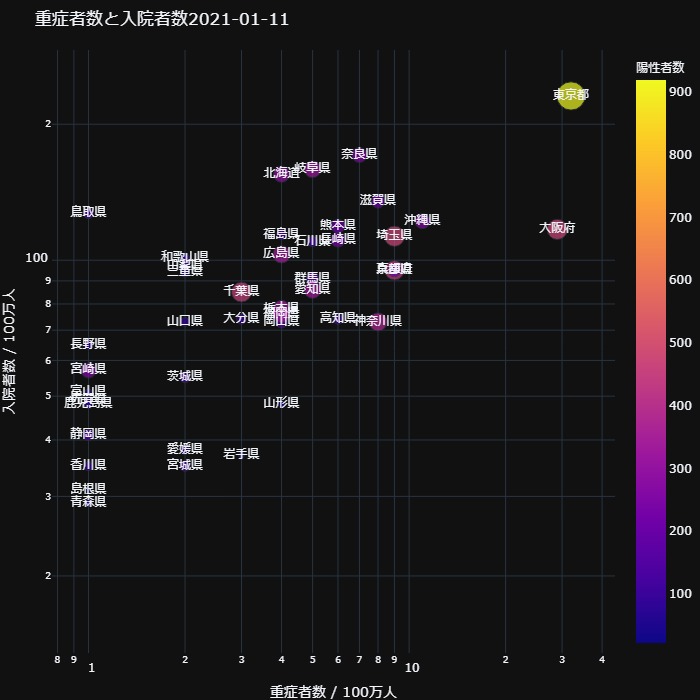 重症者数と入院者数2021-01-11
陽性者数
900
800
700
600
500
400
300
200
100
入院者数 / 100万人
2
100
9
8
7
6
5
4
3
2
東京都
奈良県
岐阜県
北海道
滋賀県
鳥取県
沖縄県
熊本県
大阪府
福島県
埼玉県
石川県
長崎県
広島県
和歌山県
三重県
京都府
群馬県
愛知県
千葉県
栃木県
岡山県
山口県
大分県
高知県
神奈川県
長野県
宮崎県
茨城県
富山県
鹿児島県
山形県
静岡県
愛媛県
岩手県
香川県
宮城県
島根県
青森県
8 9 1 2 3 4 5 6 7 8 9 10 2 3 4
重症者数 / 100万人